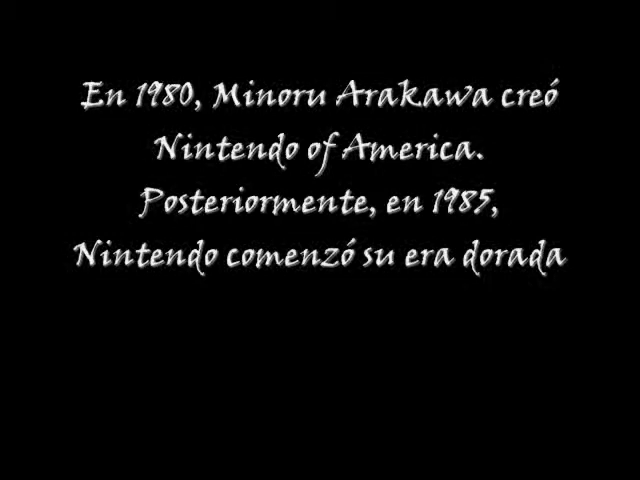 En 1980, Minoru Arakawa creó
Nintendo of America.
Posteriormente, en 1985,
Nintendo comenzó su era dorada